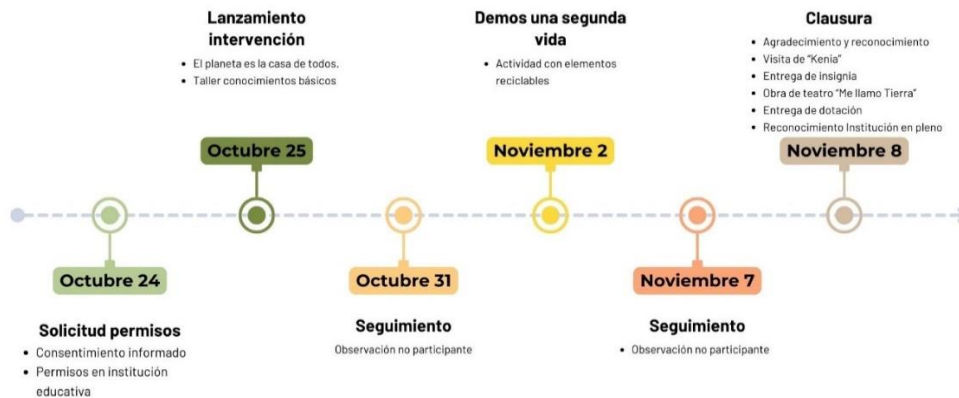 Lanzamiento
intervención
• El planeta es la casa de todos.
• Taller conocimientos básicos
Octubre 25
Demos una segunda
vida
• Actividad con elementos
reciclables
Noviembre 2
Clausura
• Agradecimiento y reconocimiento
• Visita de “Kenia”
• Entrega de insignia
• Obra de teatro “Me llamo Tierra”
• Entrega de dotación
• Reconocimiento Institución en pleno
Noviembre 8
Octubre 24
Solicitud permisos
• Consentimiento informado
• Permisos en institución
educativa
Octubre 31
Seguimiento
Observación no participante
Noviembre 7
Seguimiento
• Observación no participante